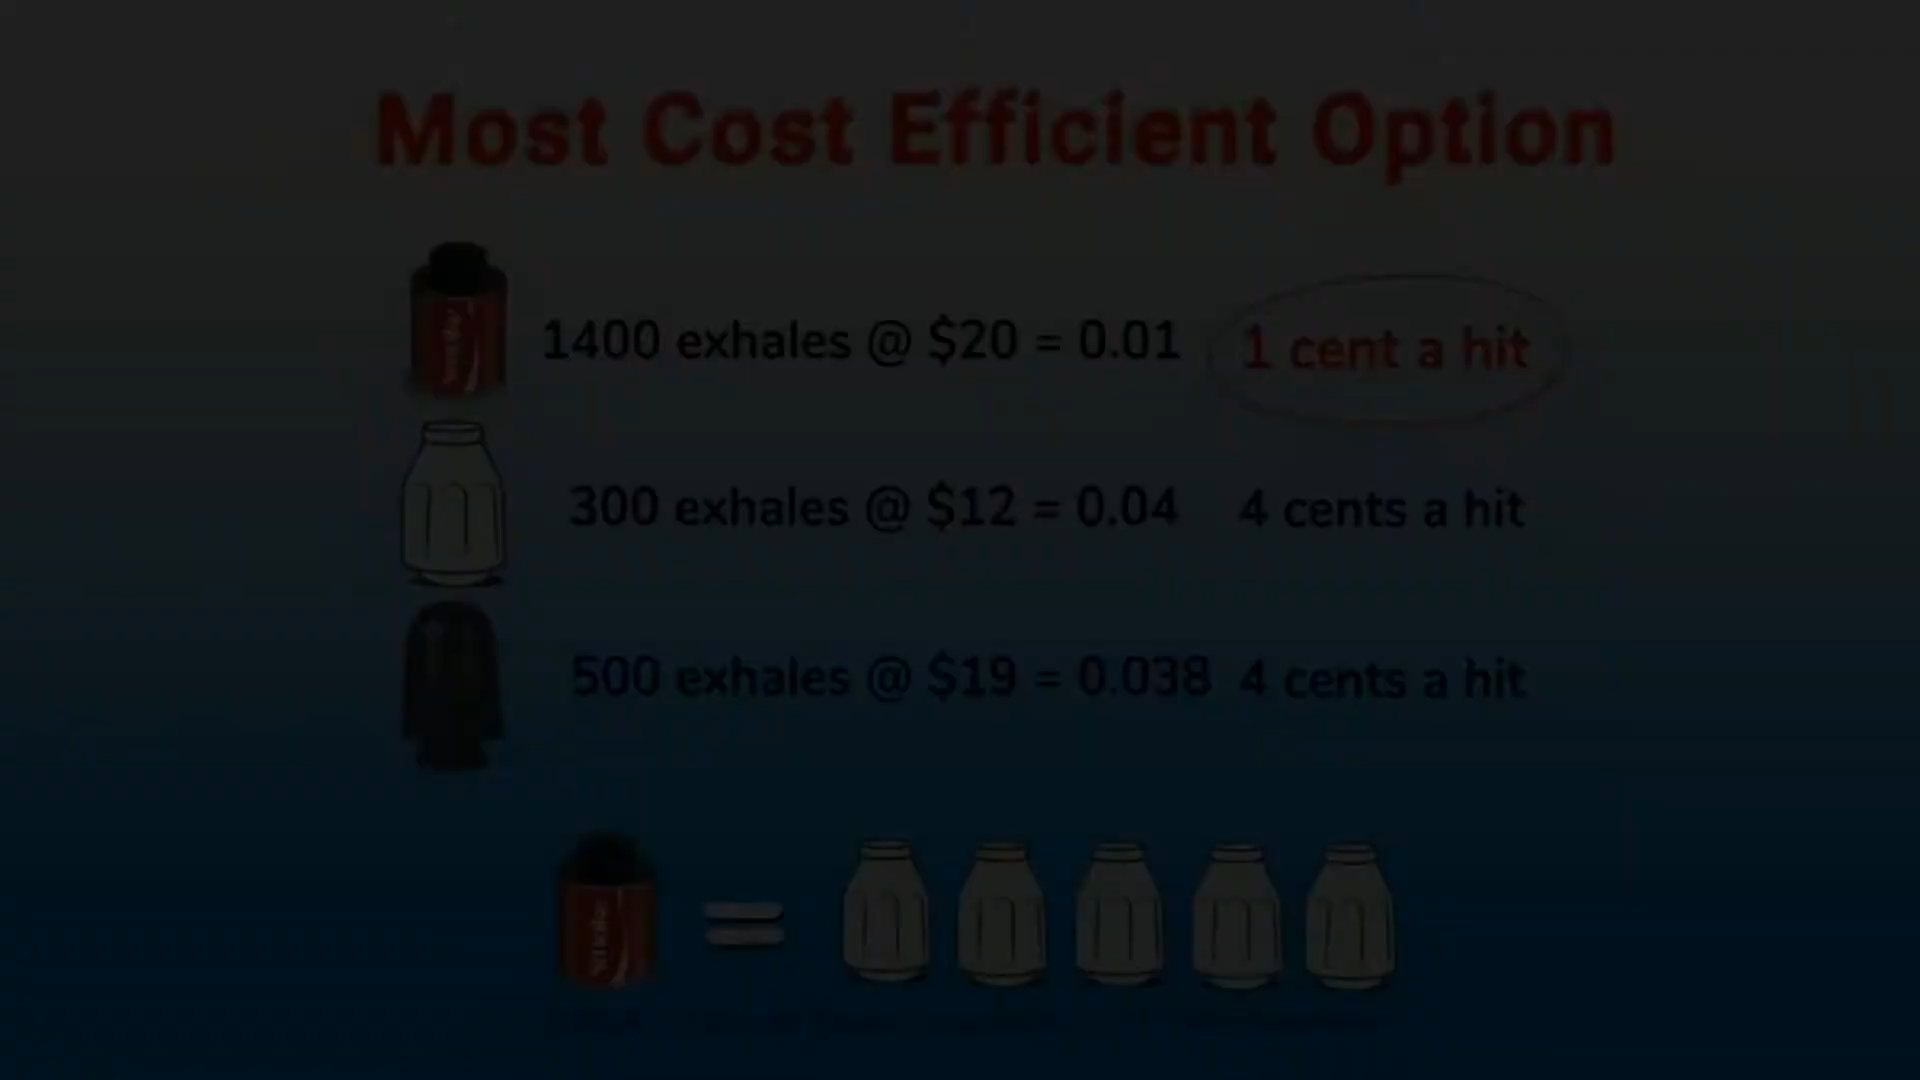 Most Cost Efficient Option
1400 exhales @ $20 = 0.01 1 cent a hit
300 exhales @ $12 = 0.04 4 cents a hit
500 exhales @ $19 = 0.038 4 cents a hit
=